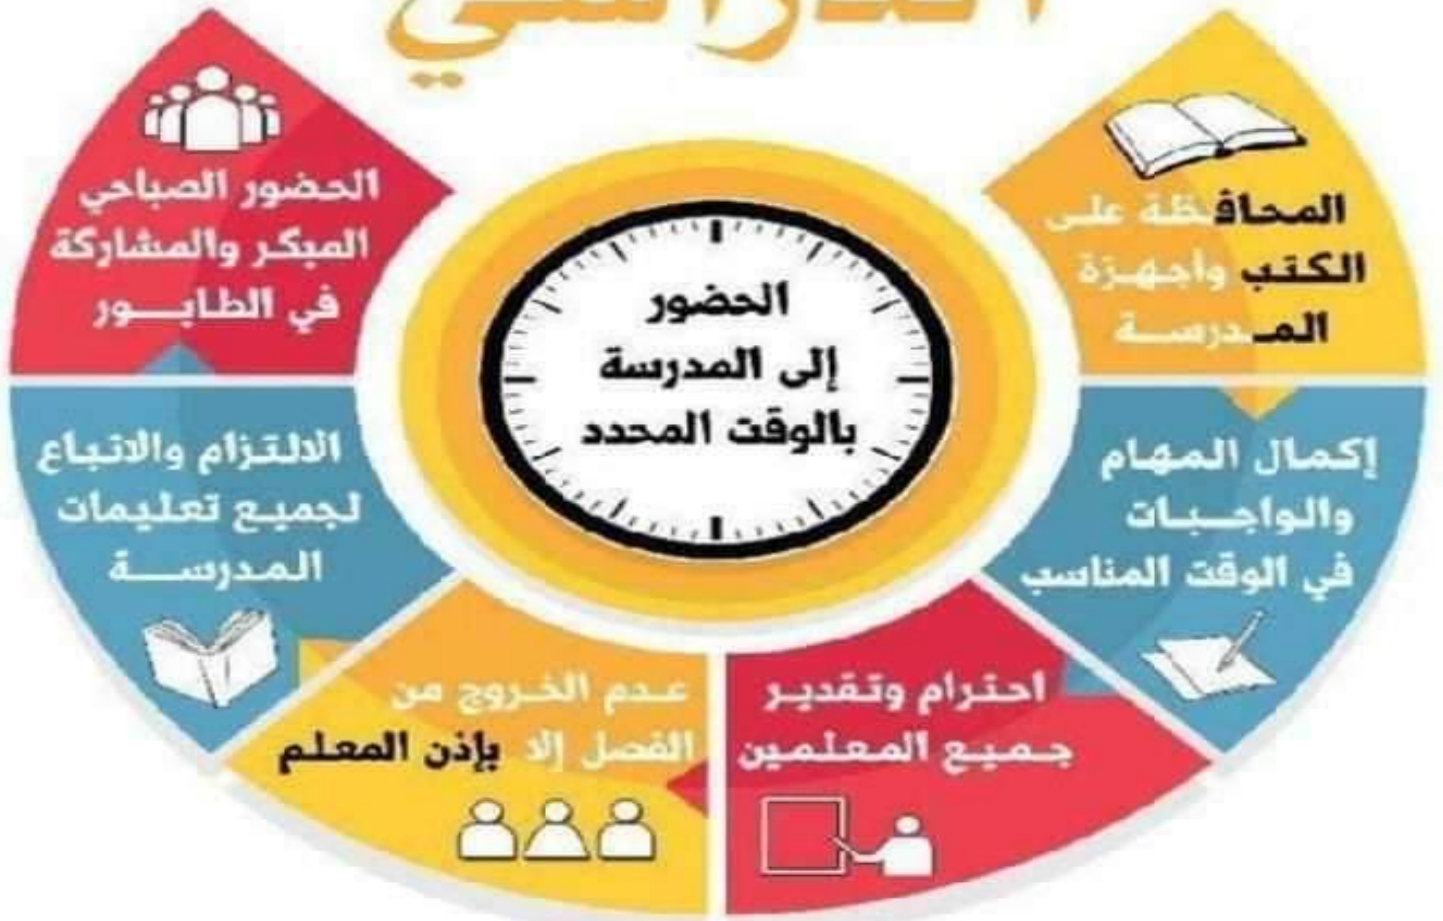 الحضور الصباحي
المبكر والمشاركة
في الطابور
الالتزام والاتباع
لجميع تعليمات
المدرسة
عدم الخروج من
الفصل إلا بإذن المعلم
احترام وتقدير
جميع المعلمين
إكمال المهام
والواجبات
في الوقت المناسب
المحافظة على
الكتب وأجهزة
المدرسة
الحضور
إلى المدرسة
بالوقت المحدد